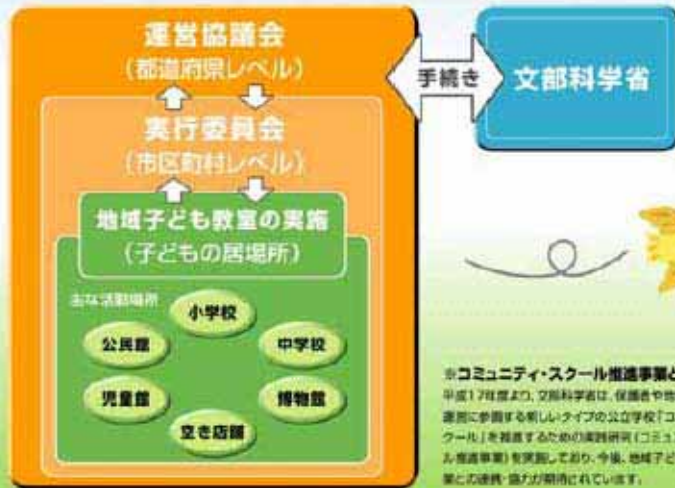 運営協議会
(都道府県レベル)
手続き
文部科学省
実行委員会
(市区町村レベル)
地域子ども教室の実施
(子どもの居場所)
主な活動場所
小学校
公民館
中学校
児童館
博物館
空き店舗
※コミュニティ・スクール推進事業と
平成17年度より、文部科学省は、保護者や地
運営に参画する新しいタイプの公立学校「コ
クール」を推進するための実践研究(コミュ
ル推進事業)を実施しており、今後、地域子ど
業との連携・協力が期待されています。